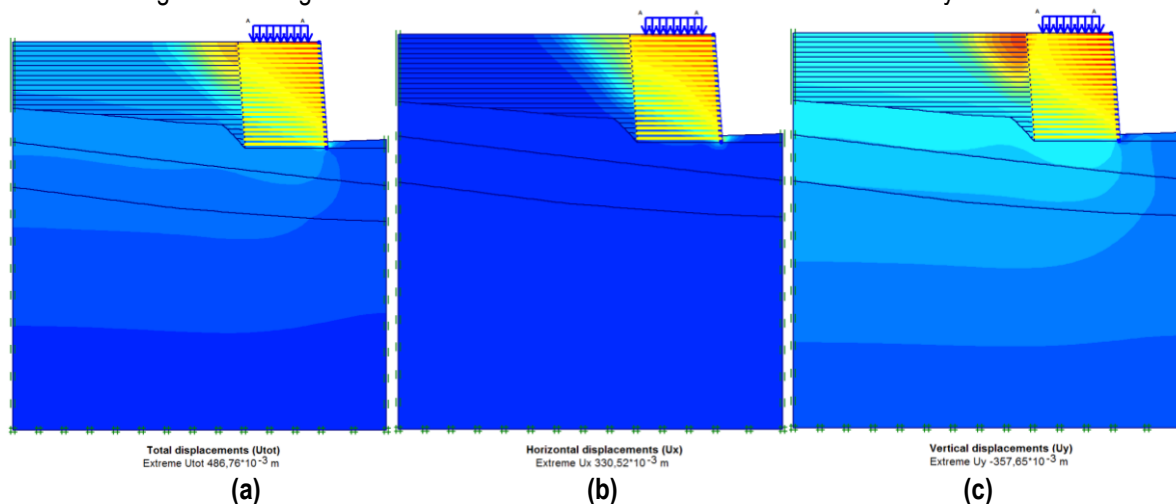 A A
A A
A A
Total displacements (Utot)
Extreme Utot 486,76*10-3 m
Horizontal displacements (Ux)
Extreme Ux 330,52*10-3 m
Vertical displacements (Uy)
Extreme Uy -357,65*10-3 m
(a)
(b)
(c)